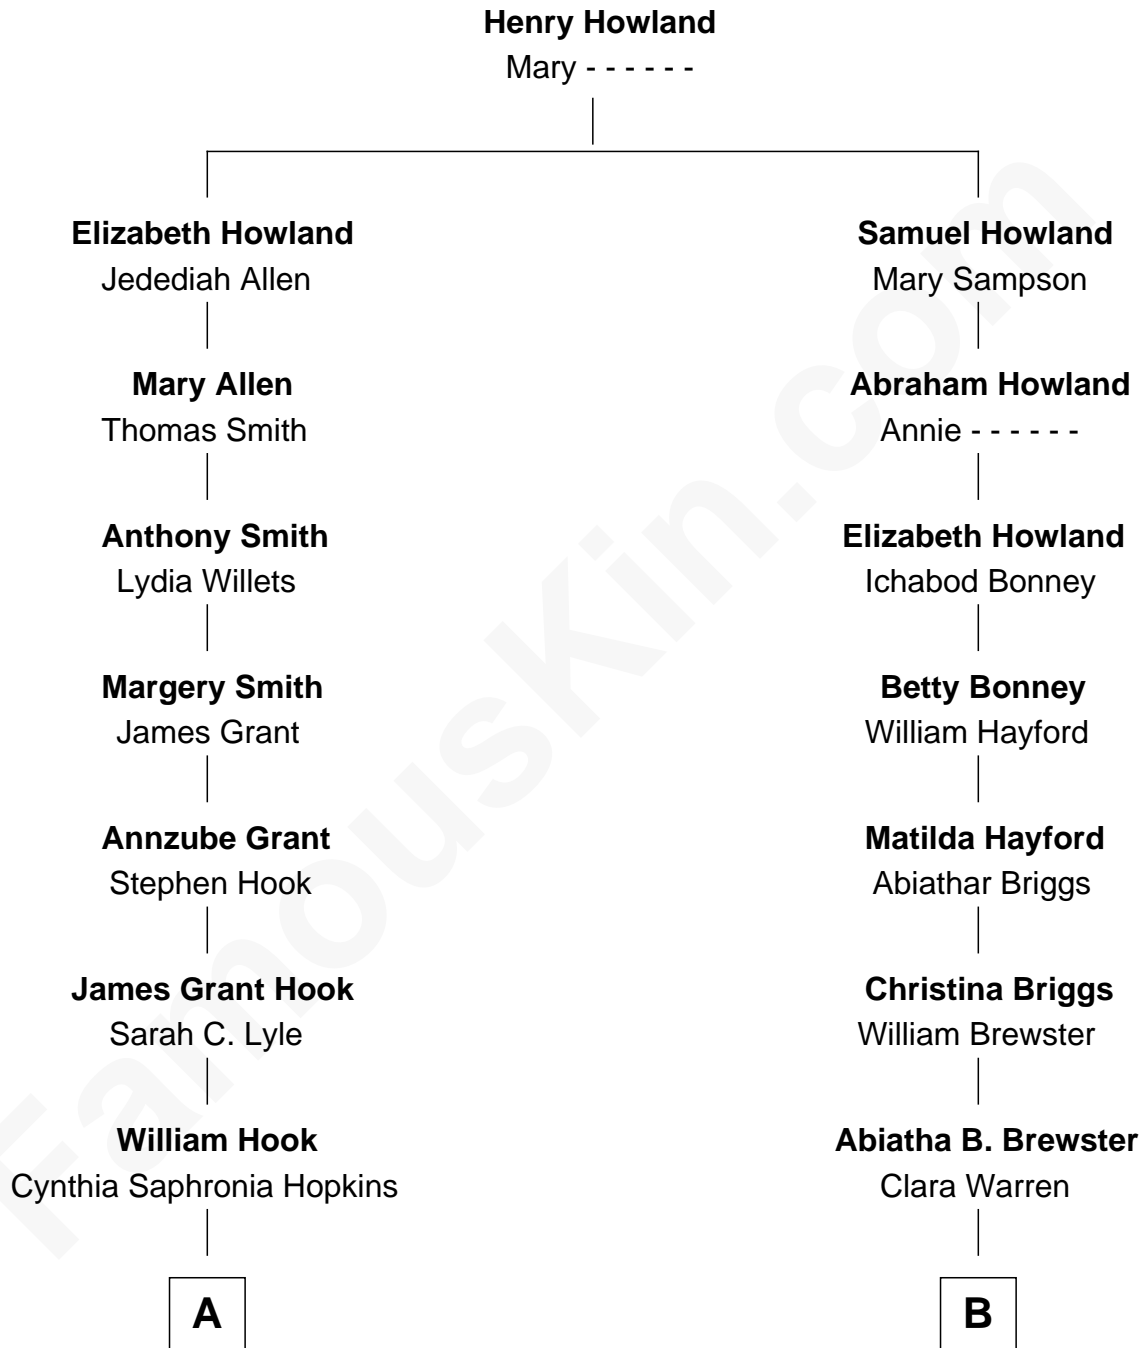 Henry Howland
Mary - - - - - -
Elizabeth Howland
Jedediah Allen
Mary Allen
Thomas Smith
Anthony Smith
Lydia Willets
Margery Smith
James Grant
Annzube Grant
Stephen Hook
James Grant Hook
Sarah C. Lyle
William Hook
Cynthia Saphronia Hopkins
A
Samuel Howland
Mary Sampson
Abraham Howland
Annie - - - - - -
Elizabeth Howland
Ichabod Bonney
Betty Bonney
William Hayford
Matilda Hayford
Abiathar Briggs
Christina Briggs
William Brewster
Abiatha B. Brewster
Clara Warren
B
FamousKin.com